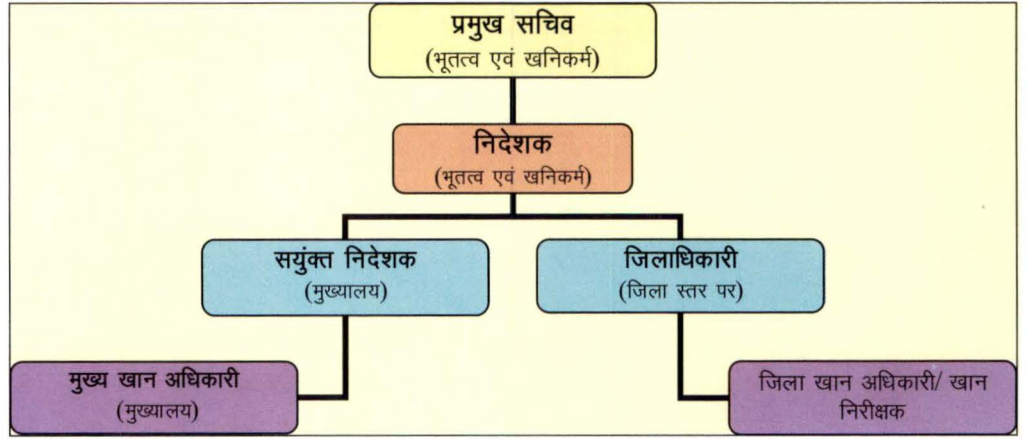 प्रमुख सचिव
(भूतत्व एवं खनिकर्म)
निदेशक
(भूतत्व एवं खनिकर्म)
सयुंक्त निदेशक
(मुख्यालय)
जिलाधिकारी
(जिला स्तर पर)
मुख्य खान अधिकारी
(मुख्यालय)
जिला खान अधिकारी/ खान
निरीक्षक